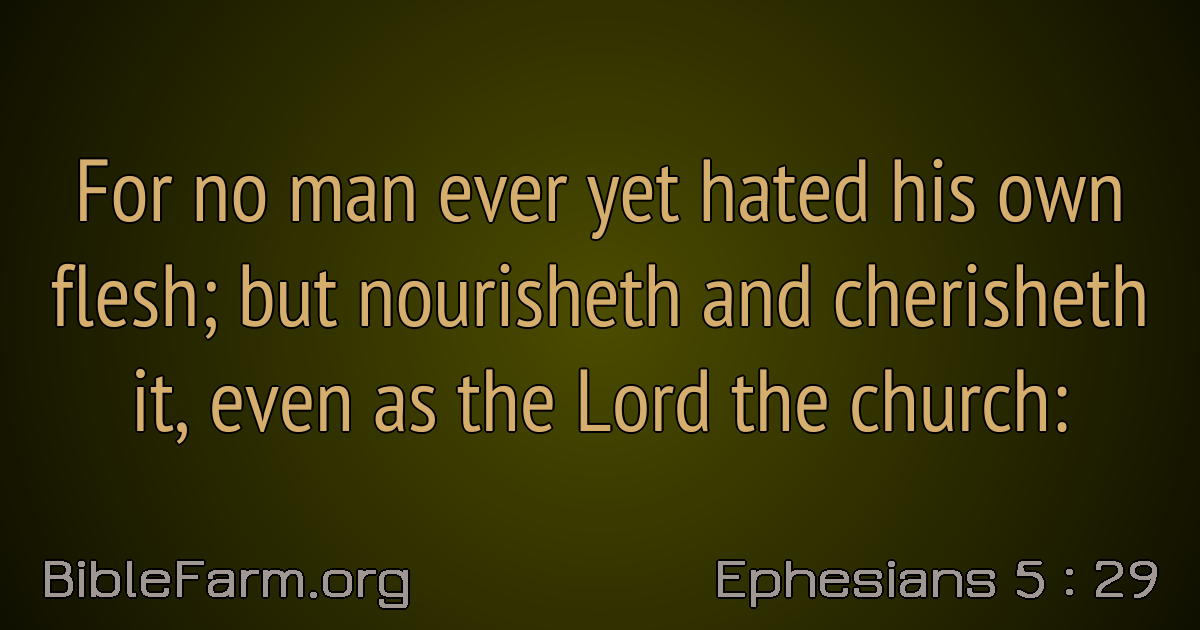 For no man ever yet hated his own
flesh; but nourisheth and cherisheth
it, even as the Lord the church:
BibleFarm.org
Ephesians 5 : 29